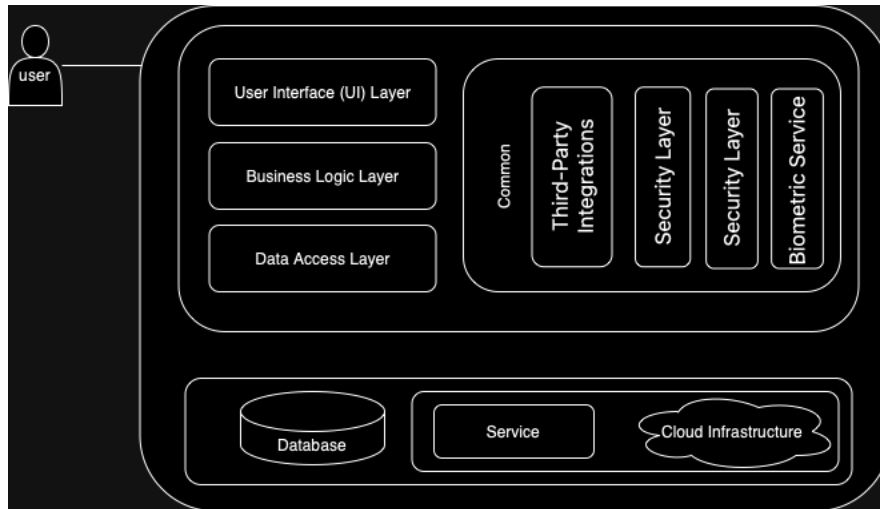 user
User Interface (UI) Layer
Business Logic Layer
Data Access Layer
Common
Third-Party
Integrations
Security Layer
Security Layer
Biometric Service
Database
Service
Cloud Infrastructure